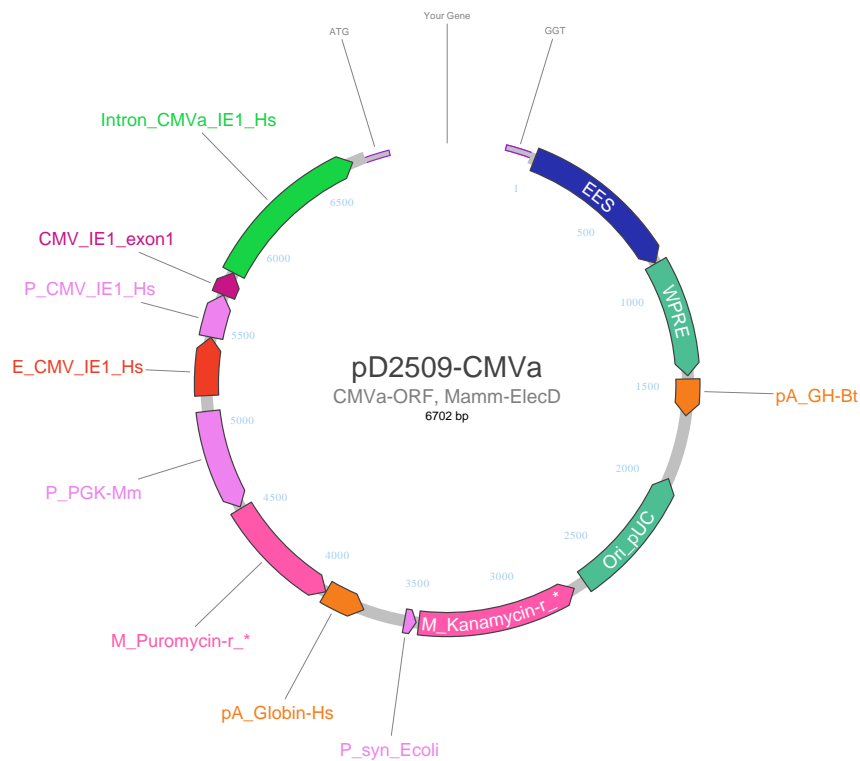 Your Gene
ATG
GGT
Intron_CMVa_IE1_Hs
EES
6500
1
500
CMV_IE1_exon1
6000
P_CMV_IE1_Hs
WPRE
1000
5500
pD2509-CMVa
E_CMV_IE1_Hs
CMVa-ORF, Mamm-ElecD
1500
pA_GH-Bt
6702 bp
5000
2000
P_PGK-Mm
4500
2500
Ori_pUC
4000
3500
3000
M_Kanamycin-r_*
M_Puromycin-r_*
pA_Globin-Hs
P_syn_Ecoli